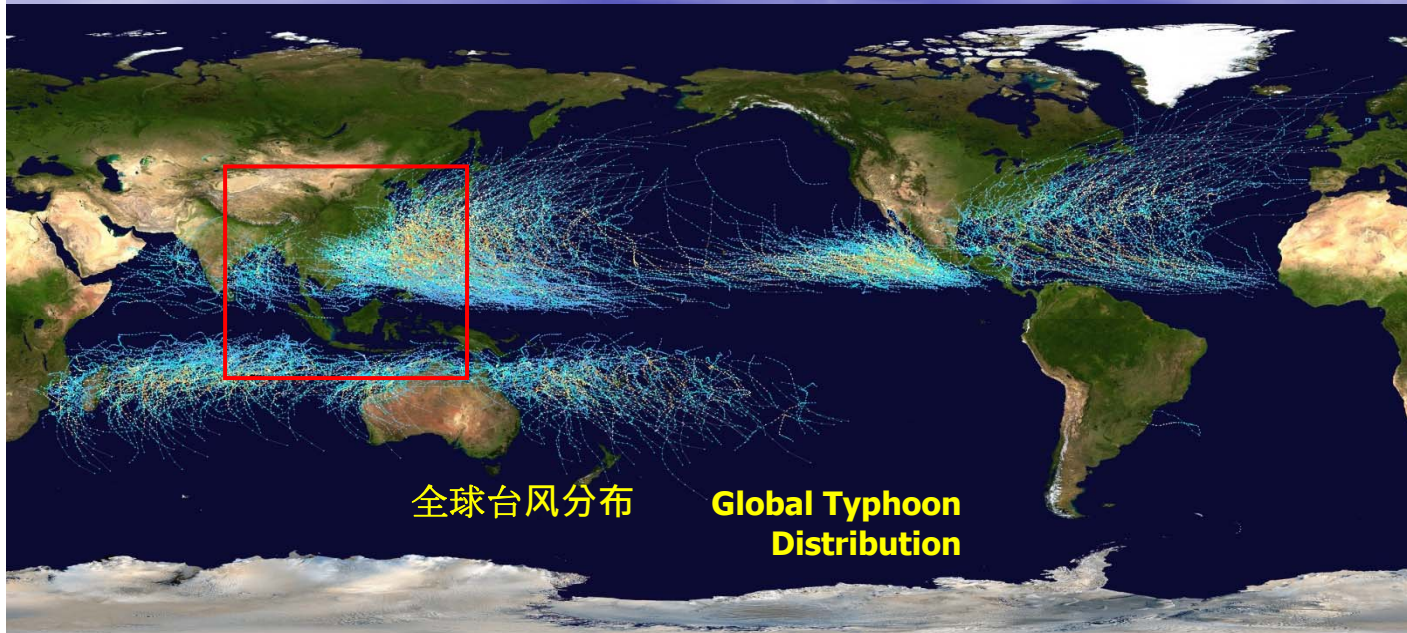 全球台风分布
Global Typhoon
Distribution